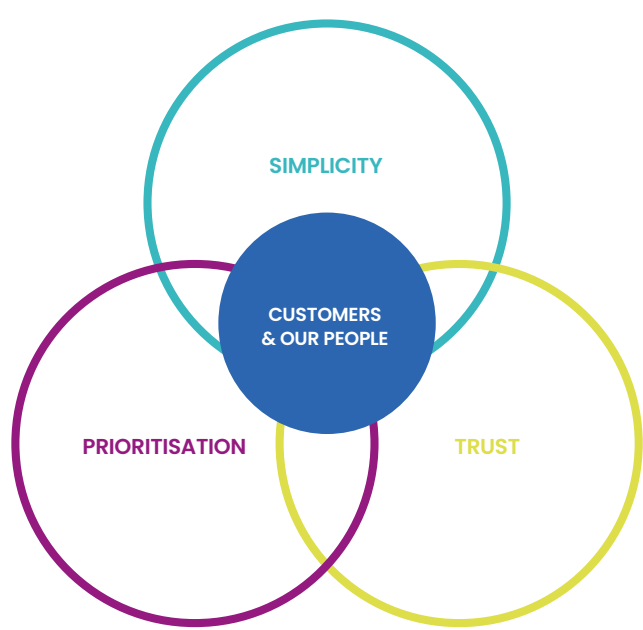 SIMPLICITY
CUSTOMERS
& OUR PEOPLE
PRIORITISATION
TRUST